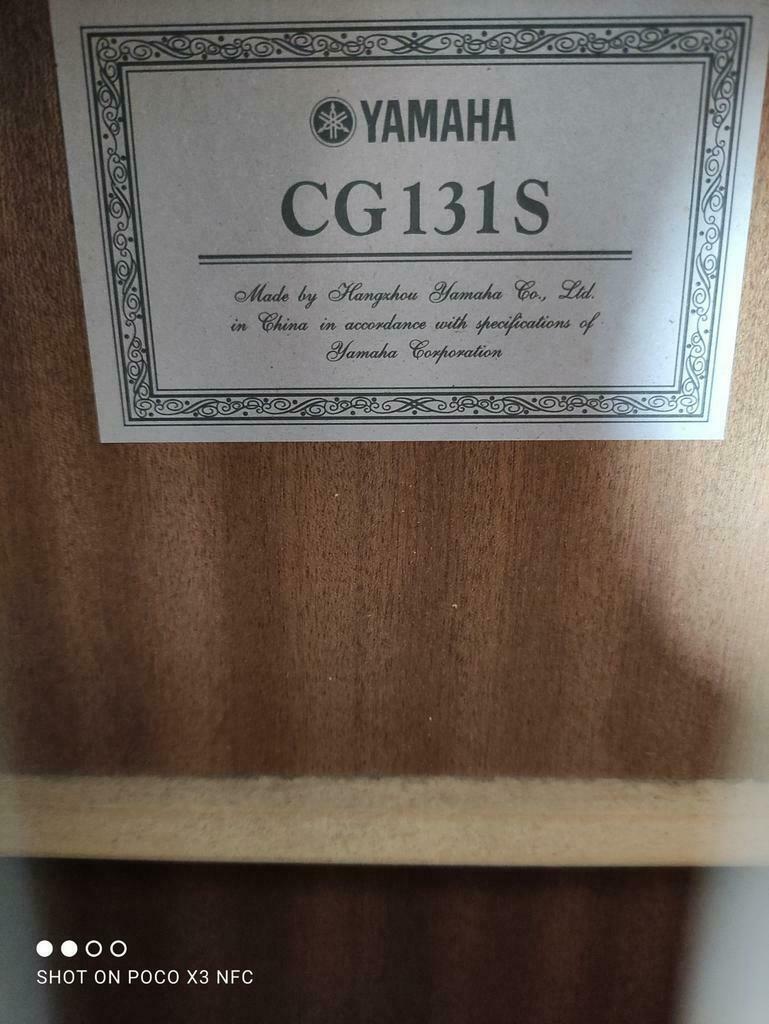 YAMAHA
CG131S
Made by Hangzhou Yamaha Co., Ltd.
in China in accordance with specifications of
Yamaha Corporation
SHOT ON POCO X3 NFC